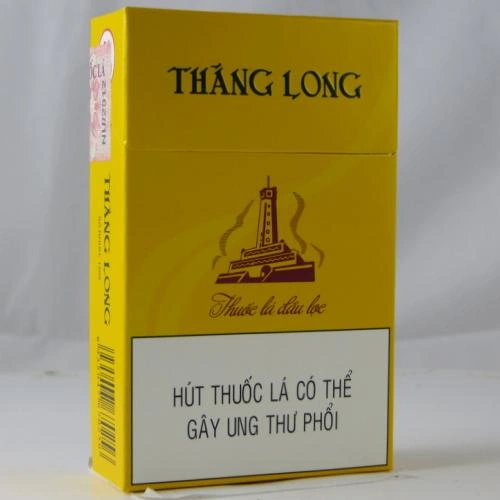 THĂNG LONG
Thuốc lá đầu lọc
HÚT THUỐC LÁ CÓ THỂ
GÂY UNG THƯ PHỔI
THĂNG LONG